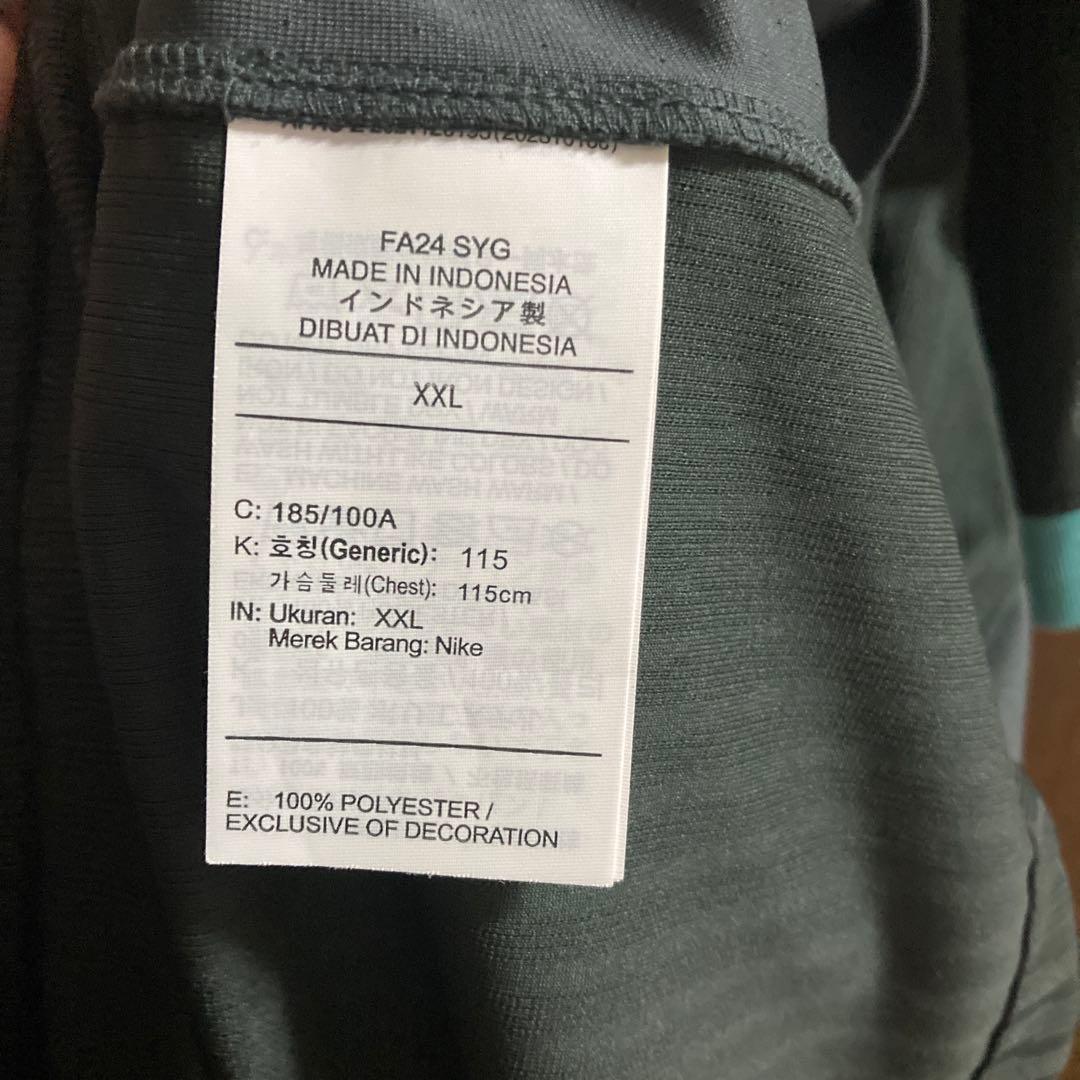 FA24 SYG
MADE IN INDONESIA
インドネシア製
DIBUAT DI INDONESIA
XXL
C: 185/100A
K: 호칭(Generic): 115
가슴둘레(Chest): 115cm
IN: Ukuran: XXL
Merek Barang: Nike
E: 100% POLYESTER /
EXCLUSIVE OF DECORATION